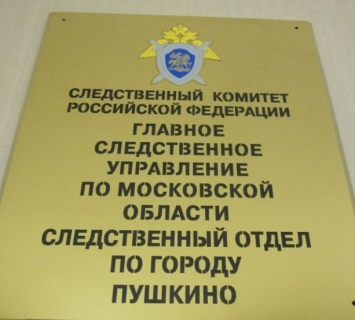 СЛЕДСТВЕННЫЙ КОМИТЕТ
РОССИЙСКОЙ ФЕДЕРАЦИИ
ГЛАВНОЕ
СЛЕДСТВЕННОЕ
УПРАВЛЕНИЕ
ПО МОСКОВСКОЙ
ОБЛАСТИ
СЛЕДСТВЕННЫЙ ОТДЕЛ
ПО ГОРОДУ
ПУШКИНО